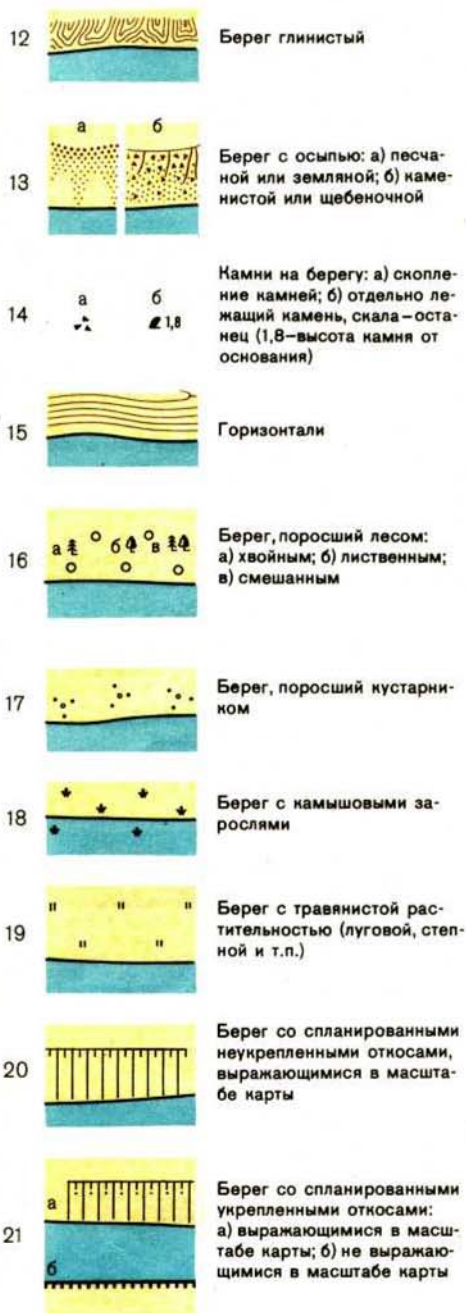 12 Берег глинистый
а б
13 Берег с осыпью: а) песча-
ной или земляной; б) каме-
нистой или щебеночной
Камни на берегу: а) скопле-
ние камней; б) отдельно ле-
14 а б 1,8 жащий камень, скала–оста-
нец (1,8–высота камня от
основания)
15 Горизонтали
Берег, поросший лесом:
16 а б в а) хвойным; б) лиственным;
в) смешанным
17 Берег, поросший кустарни-
ком
18 Берег с камышовыми за-
рослями
Берег с травянистой рас-
19 тительностью (луговой, степ-
ной и т.п.)
Берег со спланированными
20 неукрепленными откосами,
выражающимися в масшта-
бе карты
Берег со спланированными
а укрепленными откосами:
21 а) выражающимися в масш-
табе карты; б) не выражаю-
б щимися в масштабе карты